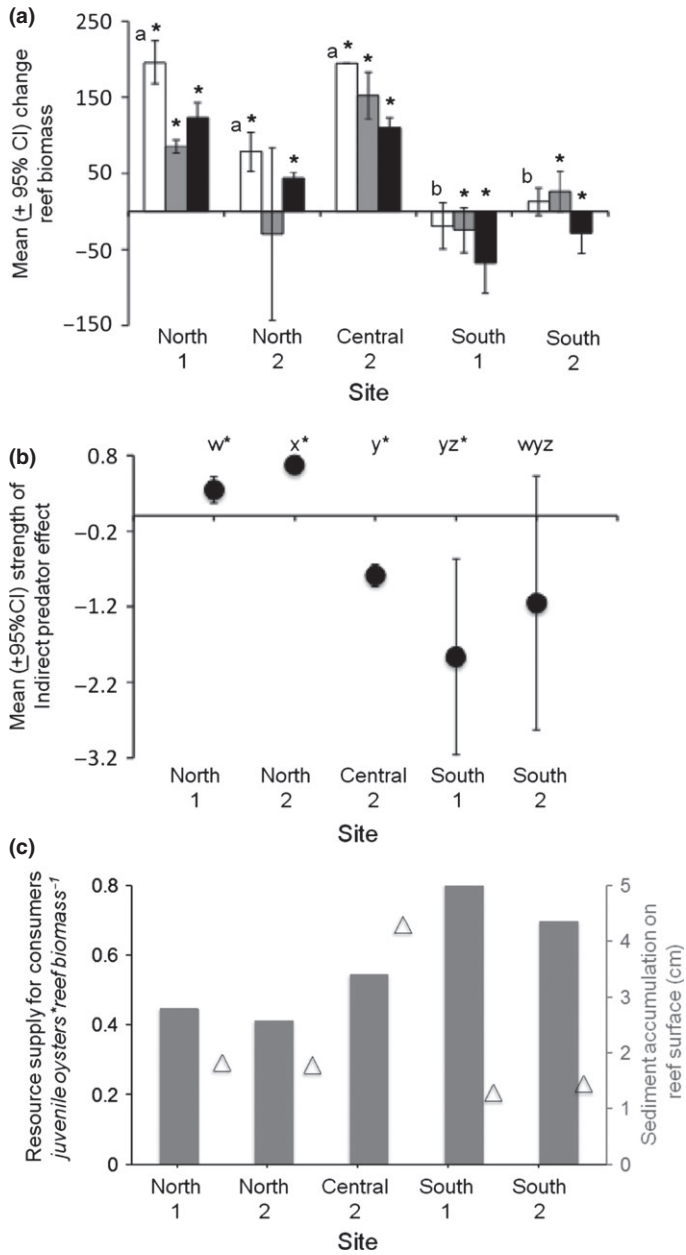 (a)
250
150
50
−50
−150
Mean (± 95% CI) change
reef biomass
a * * *
a * *
a * * *
b * *
b * *
North
1
North
2
Central
2
South
1
South
2
Site
(b)
0.8
−0.2
−1.2
−2.2
−3.2
Mean (±95%CI) strength of
Indirect predator effect
w* x* y* yz* wyz
North
1
North
2
Central
2
South
1
South
2
Site
(c)
0.8
0.6
0.4
0.2
0
Resource supply for consumers
juvenile oysters*reef biomass⁻¹
5
4
3
2
1
0
Sediment accumulation on
reef surface (cm)
North
1
North
2
Central
2
South
1
South
2
Site